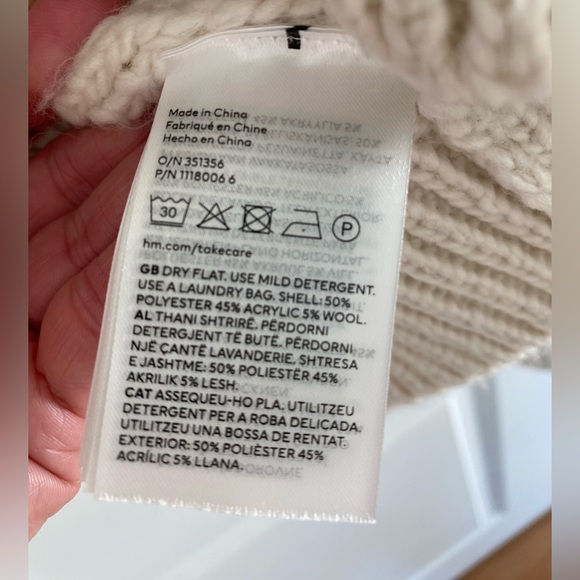 Made in China
Fabriqué en Chine
Hecho en China
O/N 351356
P/N 1118006 6
30 P
hm.com/takecare
GB DRY FLAT. USE MILD DETERGENT.
USE A LAUNDRY BAG. SHELL: 50%
POLYESTER 45% ACRYLIC 5% WOOL.
AL THANI SHTRIRË. PËRDORNI
DETERGJENT TË BUTË. PËRDORNI
NJË ÇANTË LAVANDERIE. SHTRESA
E JASHTME: 50% POLIESTËR 45%
AKRILIK 5% LESH.
CAT ASSEQUEU-HO PLA. UTILITZEU
DETERGENT PER A ROBA DELICADA.
UTILITZEU UNA BOSSA DE RENTAT.
EXTERIOR: 50% POLIÈSTER 45%
ACRÍLIC 5% LLANA.